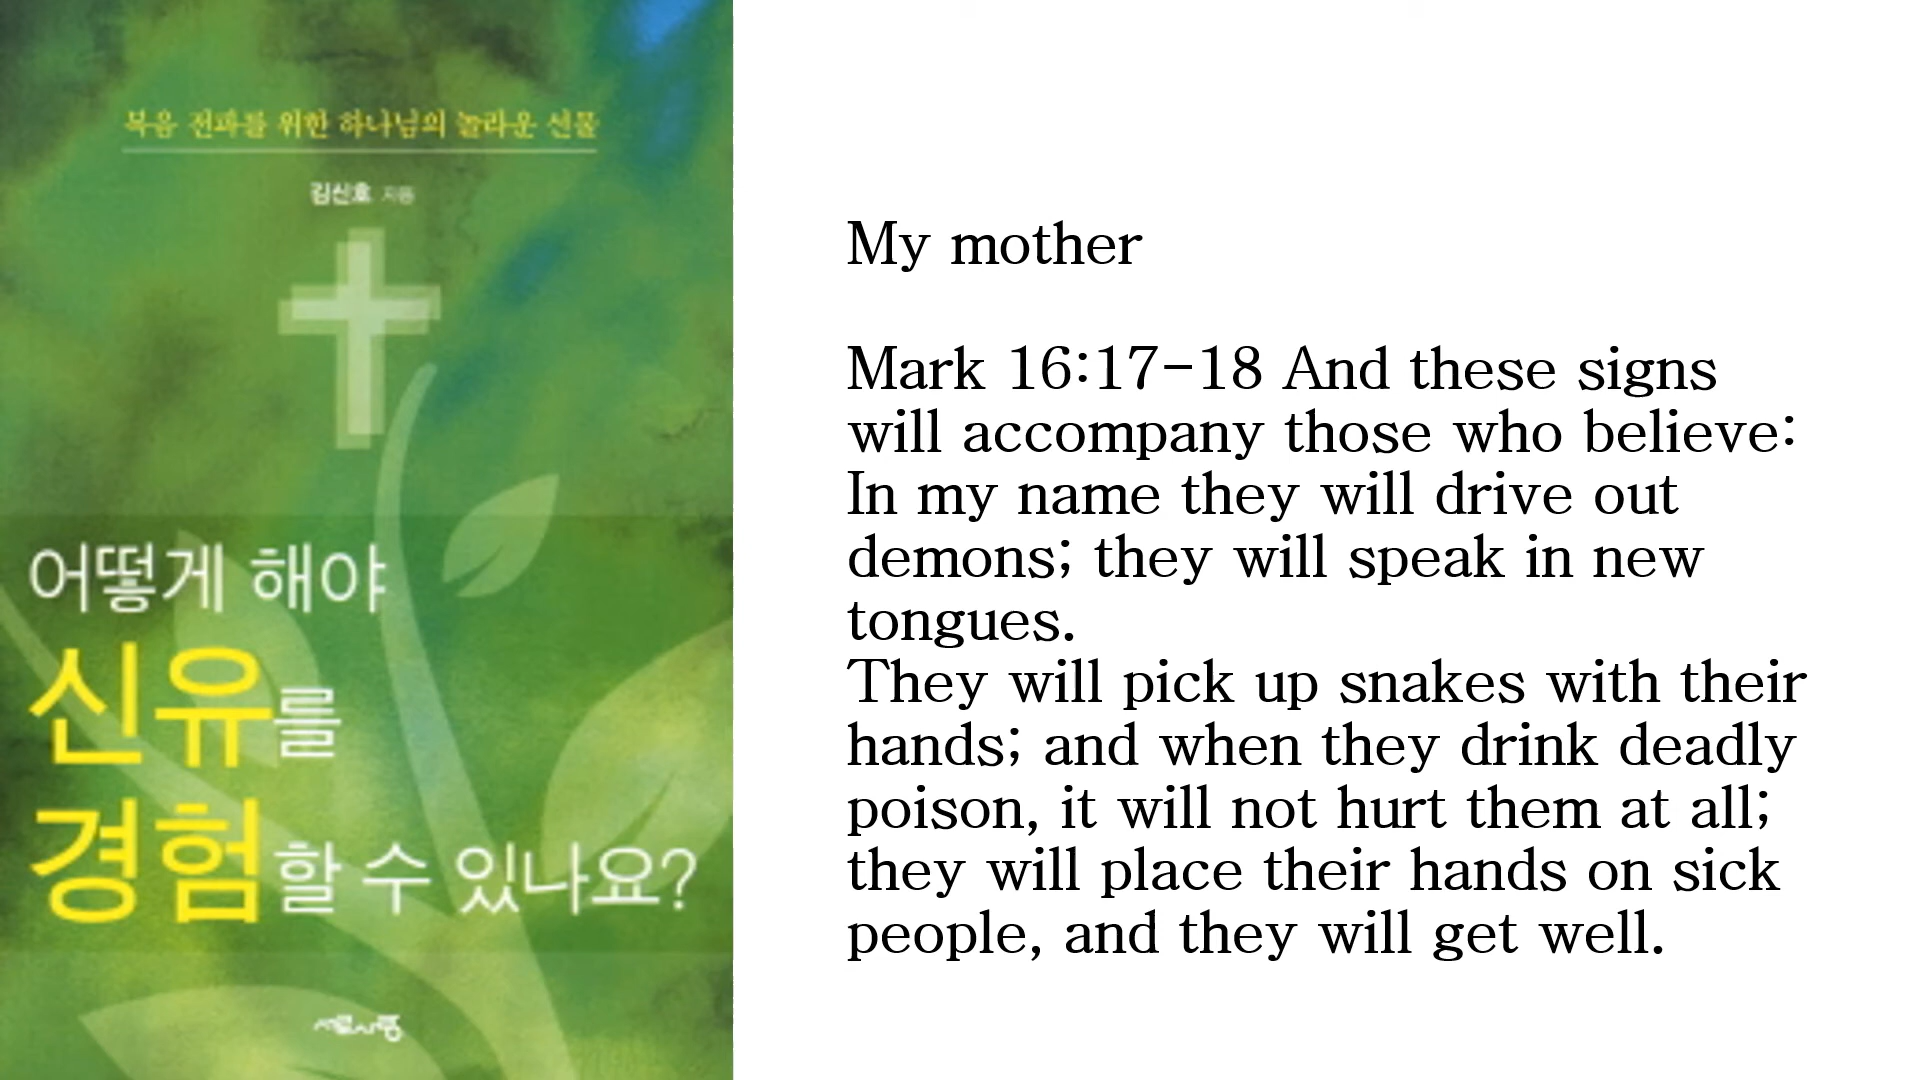 복음 전파를 위한 하나님의 놀라운 선물
김신호 지음
어떻게 해야
신유를
경험할 수 있나요?
서로사랑
My mother
Mark 16:17-18 And these signs
will accompany those who believe:
In my name they will drive out
demons; they will speak in new
tongues.
They will pick up snakes with their
hands; and when they drink deadly
poison, it will not hurt them at all;
they will place their hands on sick
people, and they will get well.